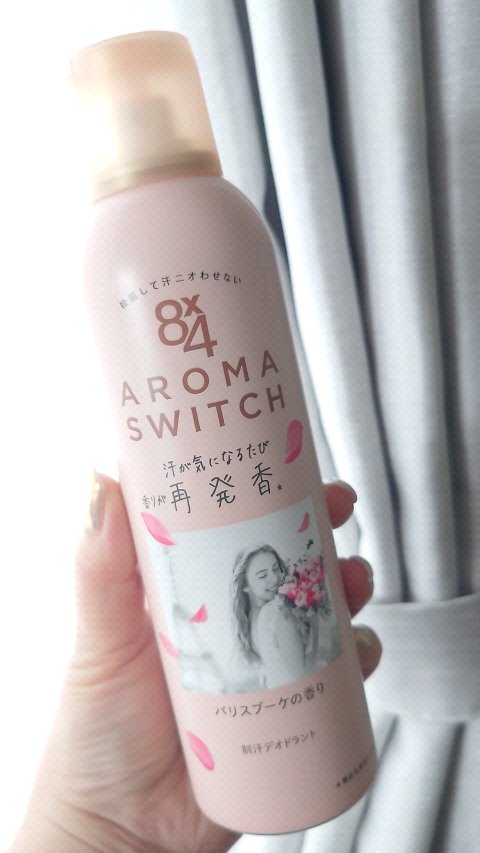 殺菌して汗ニオわせない
8x4
AROMA
SWITCH
汗が気になるたび
香りが再発香*
パリスブーケの香り
制汗デオドラント